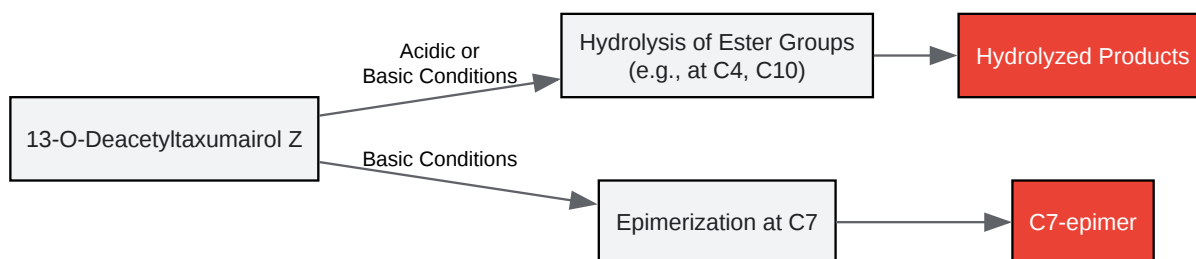 13-O-Deacetyltaxumairol Z
Acidic or
Basic Conditions
Hydrolysis of Ester Groups
(e.g., at C4, C10)
Hydrolyzed Products
Basic Conditions
Epimerization at C7
C7-epimer